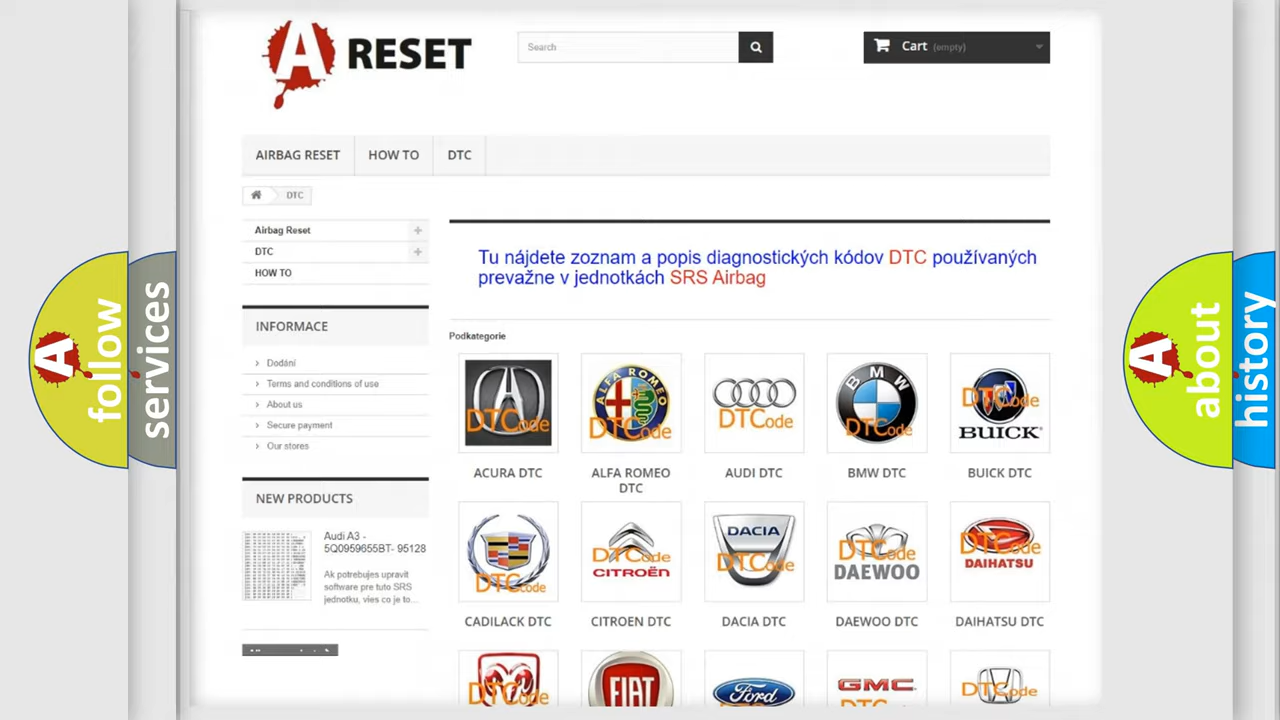 A RESET
Search
Cart (empty)
AIRBAG RESET
HOW TO
DTC
DTC
Airbag Reset
DTC
HOW TO
INFORMACE
Dodání
Terms and conditions of use
About us
Secure payment
Our stores
NEW PRODUCTS
Audi A3 -
5Q0959655BT- 95128
Ak potrebujes upravit
software pre tuto SRS
jednotku, vies co je to...
Tu nájdete zoznam a popis diagnostických kódov DTC používaných
prevažne v jednotkách SRS Airbag
Podkategorie
DTCode
ALFA ROMEO
DTCode
DTCode
BMW
DTCode
DTCode
BUICK
ACURA DTC
ALFA ROMEO
DTC
AUDI DTC
BMW DTC
BUICK DTC
DTCode
DTCode
CITROËN
DACIA
DTCode
DTCode
DAEWOO
DTCode
DAIHATSU
CADILACK DTC
CITROEN DTC
DACIA DTC
DAEWOO DTC
DAIHATSU DTC
DTCode
FIAT
Ford
GMC
DTCode
A follow
services
A about
history